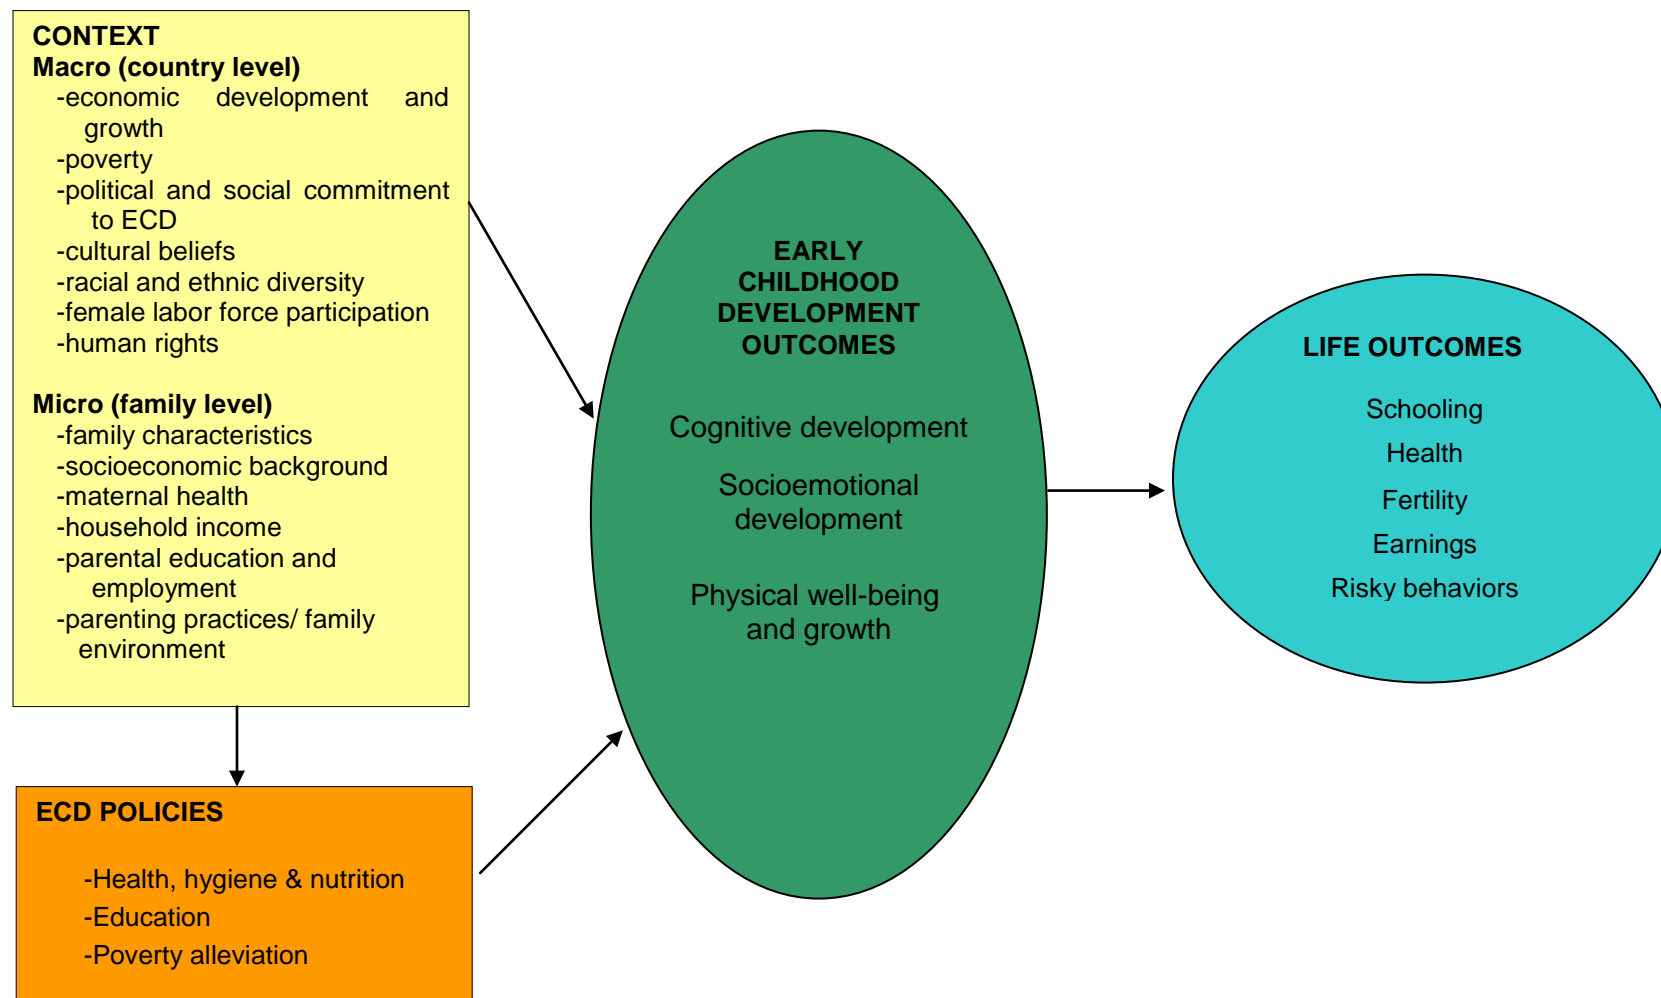 CONTEXT
Macro (country level)
-economic development and
growth
-poverty
-political and social commitment
to ECD
-cultural beliefs
-racial and ethnic diversity
-female labor force participation
-human rights
Micro (family level)
-family characteristics
-socioeconomic background
-maternal health
-household income
-parental education and
employment
-parenting practices/ family
environment
ECD POLICIES
-Health, hygiene & nutrition
-Education
-Poverty alleviation
EARLY
CHILDHOOD
DEVELOPMENT
OUTCOMES
Cognitive development
Socioemotional
development
Physical well-being
and growth
LIFE OUTCOMES
Schooling
Health
Fertility
Earnings
Risky behaviors